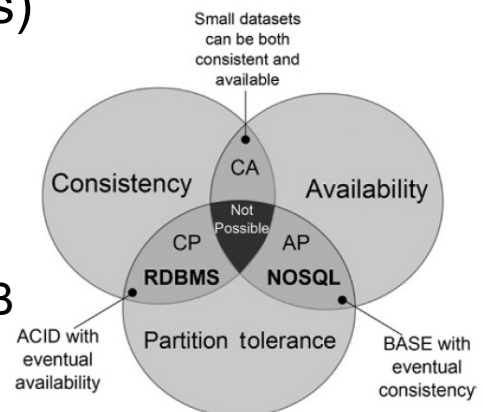 s)
Small datasets
can be both
consistent and
available
CA
Consistency
Availability
Not
Possible
CP
AP
RDBMS
NOSQL
B
ACID with
eventual
availability
Partition tolerance
BASE with
eventual
consistency